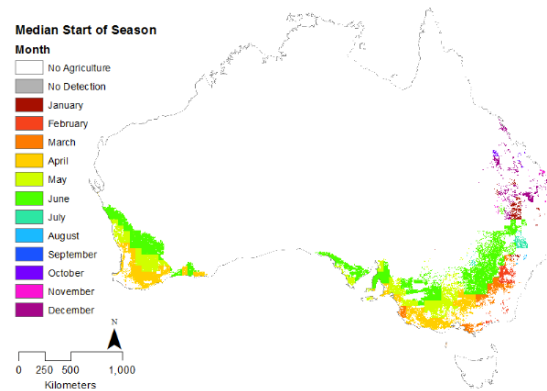 Median Start of Season
Month
No Agriculture
No Detection
January
February
March
April
May
June
July
August
September
October
November
December
N
0 250 500 1,000
Kilometers